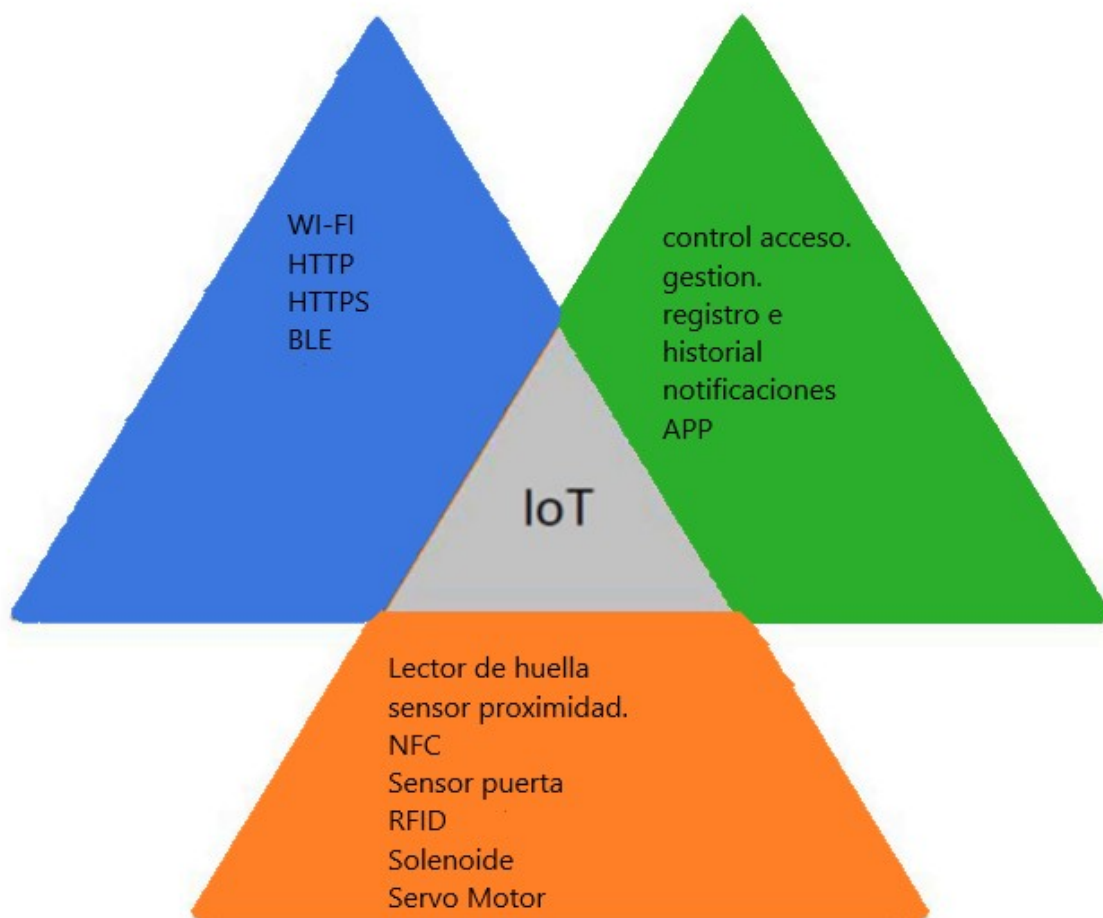 WI-FI
HTTP
HTTPS
BLE
control acceso.
gestion.
registro e
historial
notificaciones
APP
IoT
Lector de huella
sensor proximidad.
NFC
Sensor puerta
RFID
Solenoide
Servo Motor